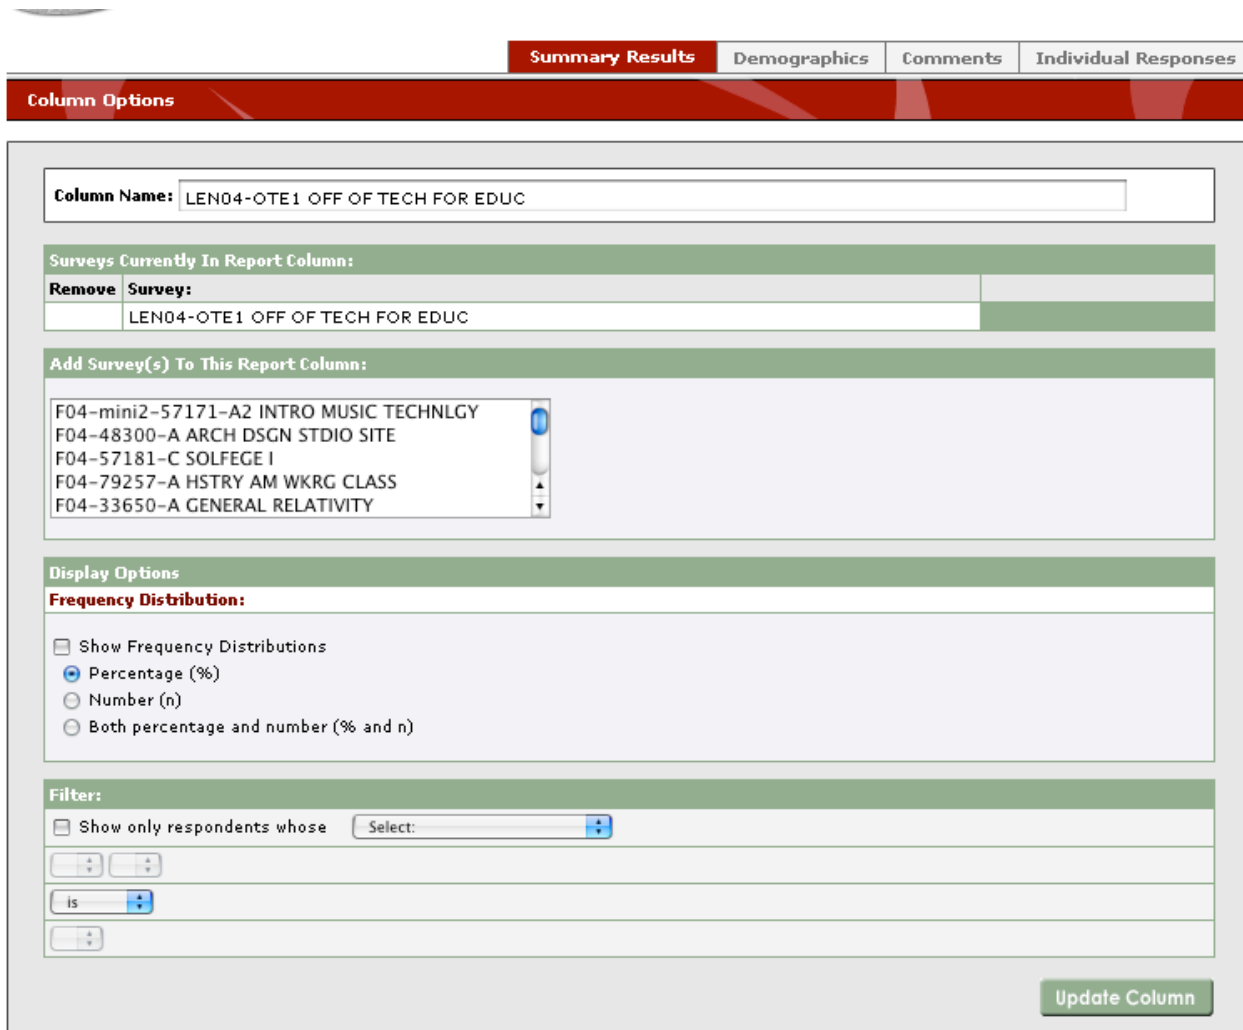 Summary Results Demographics Comments Individual Responses
Column Options
Column Name: LEN04-OTE1 OFF OF TECH FOR EDUC
Surveys Currently In Report Column:
Remove Survey:
LEN04-OTE1 OFF OF TECH FOR EDUC
Add Survey(s) To This Report Column:
F04-mini2-57171-A2 INTRO MUSIC TECHNLGY
F04-48300-A ARCH DSGN STDIO SITE
F04-57181-C SOLFEGE I
F04-79257-A HSTRY AM WKRG CLASS
F04-33650-A GENERAL RELATIVITY
Display Options
Frequency Distribution:
Show Frequency Distributions
Percentage (%)
Number (n)
Both percentage and number (% and n)
Filter:
Show only respondents whose Select:
is
Update Column